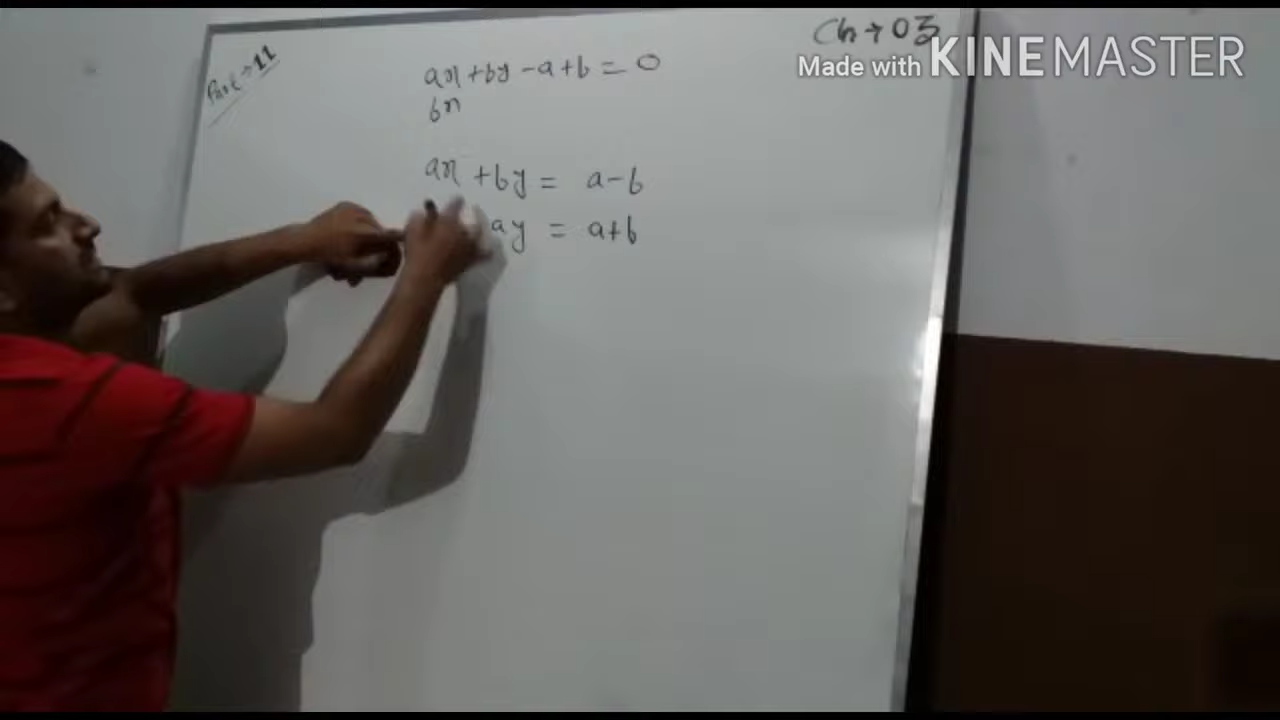 Ch → 03
Made with KINEMASTER
Part → 11
ax + by - a + b = 0
bx
ax + by = a - b
ay = a + b